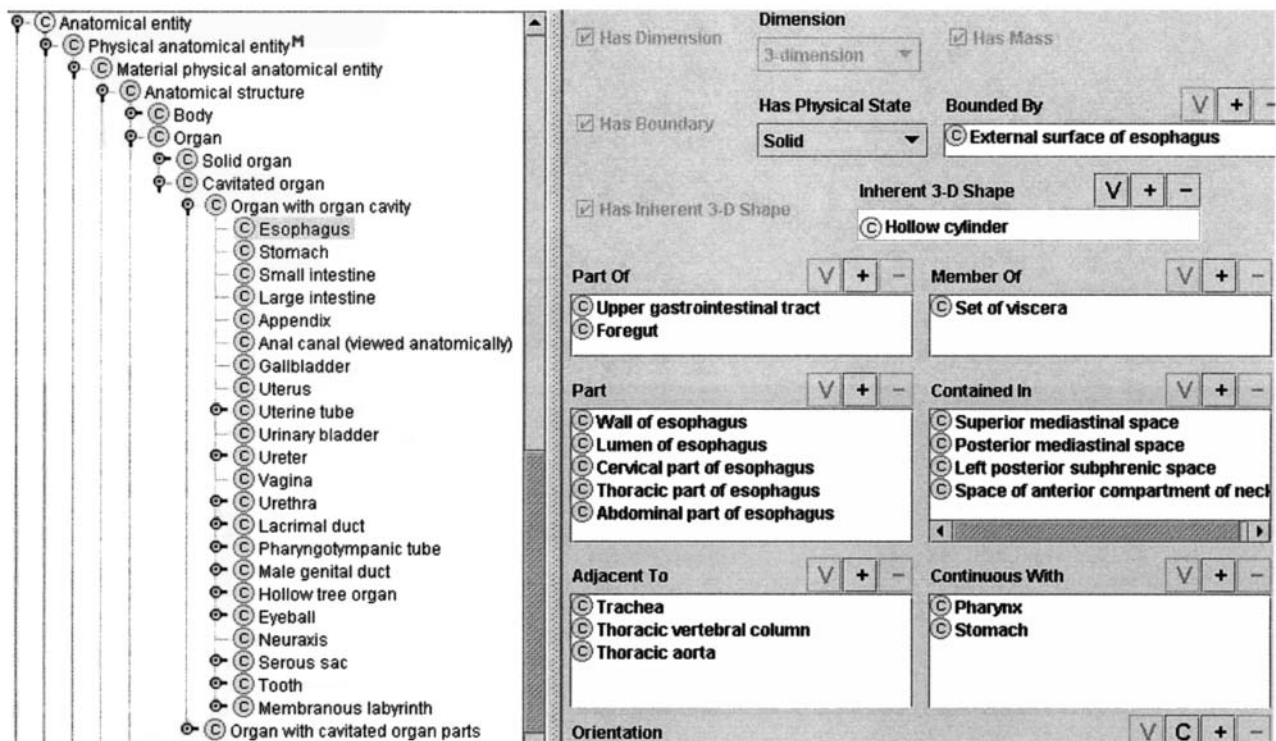 Anatomical entity
Physical anatomical entity M
Material physical anatomical entity
Anatomical structure
Body
Organ
Solid organ
Cavitated organ
Organ with organ cavity
Esophagus
Stomach
Small intestine
Large intestine
Appendix
Anal canal (viewed anatomically)
Gallbladder
Uterus
Uterine tube
Urinary bladder
Ureter
Vagina
Urethra
Lacrimal duct
Pharyngotympanic tube
Male genital duct
Hollow tree organ
Eyeball
Neuraxis
Serous sac
Tooth
Membranous labyrinth
Organ with cavitated organ parts
Dimension
Has Dimension
3-dimension
Has Mass
Has Physical State
Bounded By V + -
Has Boundary
Solid
C External surface of esophagus
Inherent 3-D Shape V + -
Has Inherent 3-D Shape
C Hollow cylinder
Part Of V + -
C Upper gastrointestinal tract
C Foregut
Member Of V + -
C Set of viscera
Part V + -
C Wall of esophagus
C Lumen of esophagus
C Cervical part of esophagus
C Thoracic part of esophagus
C Abdominal part of esophagus
Contained In V + -
C Superior mediastinal space
C Posterior mediastinal space
C Left posterior subphrenic space
C Space of anterior compartment of neck
Adjacent To V + -
C Trachea
C Thoracic vertebral column
C Thoracic aorta
Continuous With V + -
C Pharynx
C Stomach
Orientation V C + -